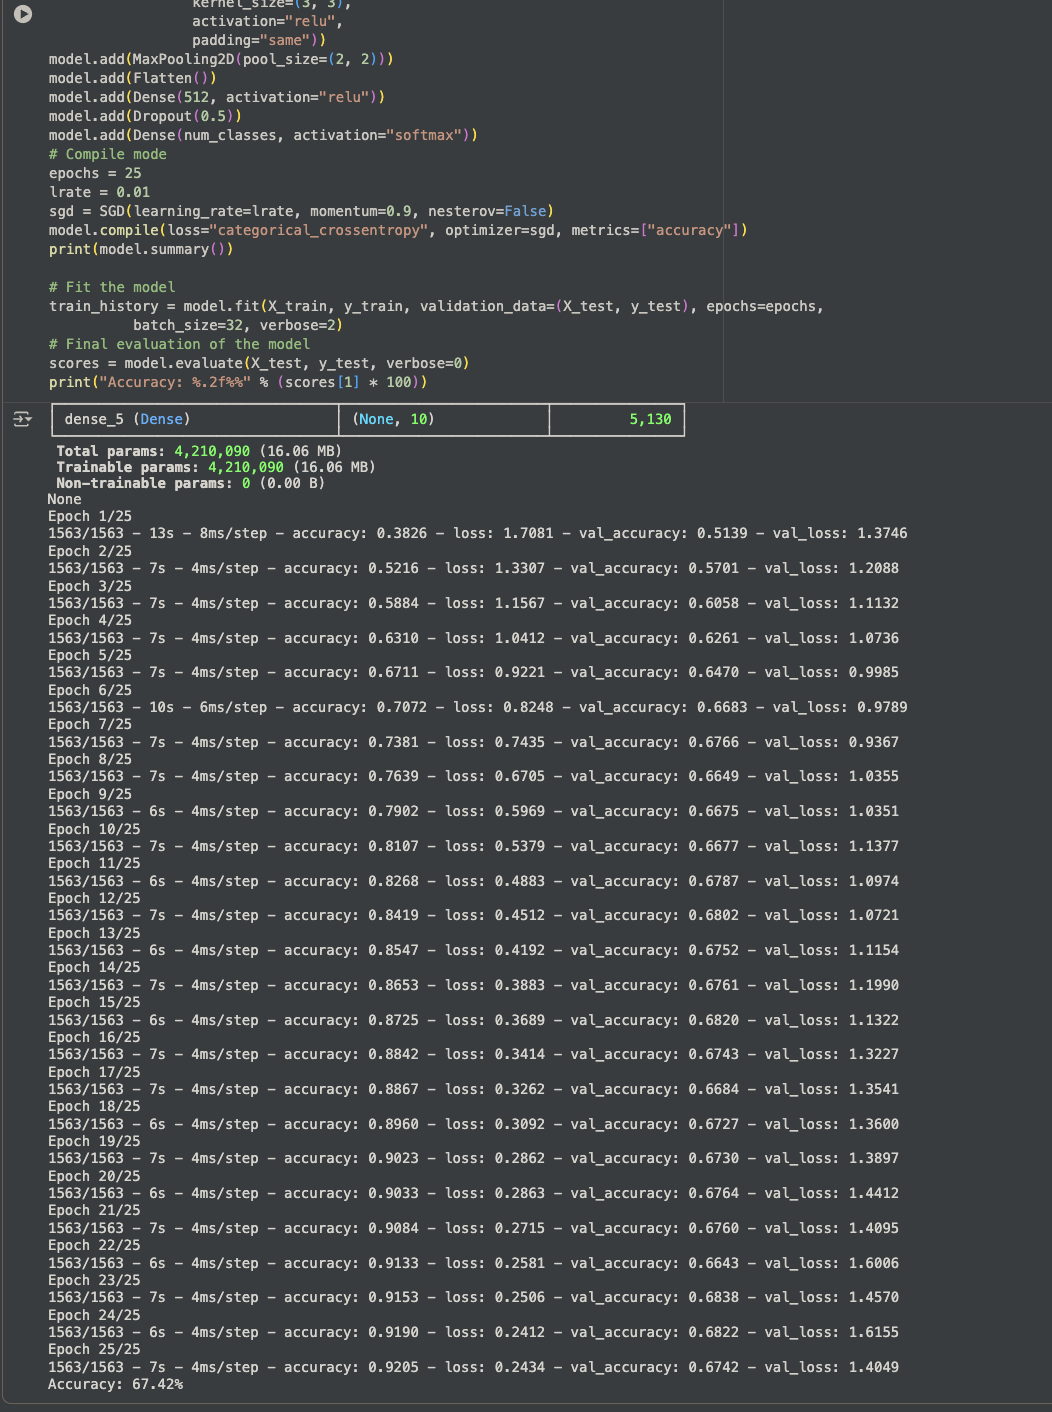 kernel_size=(3, 3),
activation="relu",
padding="same"))
model.add(MaxPooling2D(pool_size=(2, 2)))
model.add(Flatten())
model.add(Dense(512, activation="relu"))
model.add(Dropout(0.5))
model.add(Dense(num_classes, activation="softmax"))
# Compile mode
epochs = 25
lrate = 0.01
sgd = SGD(learning_rate=lrate, momentum=0.9, nesterov=False)
model.compile(loss="categorical_crossentropy", optimizer=sgd, metrics=["accuracy"])
print(model.summary())
# Fit the model
train_history = model.fit(X_train, y_train, validation_data=(X_test, y_test), epochs=epochs,
batch_size=32, verbose=2)
# Final evaluation of the model
scores = model.evaluate(X_test, y_test, verbose=0)
print("Accuracy: %.2f%%" % (scores[1] * 100))
dense_5 (Dense) (None, 10) 5,130
Total params: 4,210,090 (16.06 MB)
Trainable params: 4,210,090 (16.06 MB)
Non-trainable params: 0 (0.00 B)
None
Epoch 1/25
1563/1563 - 13s - 8ms/step - accuracy: 0.3826 - loss: 1.7081 - val_accuracy: 0.5139 - val_loss: 1.3746
Epoch 2/25
1563/1563 - 7s - 4ms/step - accuracy: 0.5216 - loss: 1.3307 - val_accuracy: 0.5701 - val_loss: 1.2088
Epoch 3/25
1563/1563 - 7s - 4ms/step - accuracy: 0.5884 - loss: 1.1567 - val_accuracy: 0.6058 - val_loss: 1.1132
Epoch 4/25
1563/1563 - 7s - 4ms/step - accuracy: 0.6310 - loss: 1.0412 - val_accuracy: 0.6261 - val_loss: 1.0736
Epoch 5/25
1563/1563 - 7s - 4ms/step - accuracy: 0.6711 - loss: 0.9221 - val_accuracy: 0.6470 - val_loss: 0.9985
Epoch 6/25
1563/1563 - 10s - 6ms/step - accuracy: 0.7072 - loss: 0.8248 - val_accuracy: 0.6683 - val_loss: 0.9789
Epoch 7/25
1563/1563 - 7s - 4ms/step - accuracy: 0.7381 - loss: 0.7435 - val_accuracy: 0.6766 - val_loss: 0.9367
Epoch 8/25
1563/1563 - 7s - 4ms/step - accuracy: 0.7639 - loss: 0.6705 - val_accuracy: 0.6649 - val_loss: 1.0355
Epoch 9/25
1563/1563 - 6s - 4ms/step - accuracy: 0.7902 - loss: 0.5969 - val_accuracy: 0.6675 - val_loss: 1.0351
Epoch 10/25
1563/1563 - 7s - 4ms/step - accuracy: 0.8107 - loss: 0.5379 - val_accuracy: 0.6677 - val_loss: 1.1377
Epoch 11/25
1563/1563 - 6s - 4ms/step - accuracy: 0.8268 - loss: 0.4883 - val_accuracy: 0.6787 - val_loss: 1.0974
Epoch 12/25
1563/1563 - 7s - 4ms/step - accuracy: 0.8419 - loss: 0.4512 - val_accuracy: 0.6802 - val_loss: 1.0721
Epoch 13/25
1563/1563 - 6s - 4ms/step - accuracy: 0.8547 - loss: 0.4192 - val_accuracy: 0.6752 - val_loss: 1.1154
Epoch 14/25
1563/1563 - 7s - 4ms/step - accuracy: 0.8653 - loss: 0.3883 - val_accuracy: 0.6761 - val_loss: 1.1990
Epoch 15/25
1563/1563 - 6s - 4ms/step - accuracy: 0.8725 - loss: 0.3689 - val_accuracy: 0.6820 - val_loss: 1.1322
Epoch 16/25
1563/1563 - 7s - 4ms/step - accuracy: 0.8842 - loss: 0.3414 - val_accuracy: 0.6743 - val_loss: 1.3227
Epoch 17/25
1563/1563 - 7s - 4ms/step - accuracy: 0.8867 - loss: 0.3262 - val_accuracy: 0.6684 - val_loss: 1.3541
Epoch 18/25
1563/1563 - 6s - 4ms/step - accuracy: 0.8960 - loss: 0.3092 - val_accuracy: 0.6727 - val_loss: 1.3600
Epoch 19/25
1563/1563 - 7s - 4ms/step - accuracy: 0.9023 - loss: 0.2862 - val_accuracy: 0.6730 - val_loss: 1.3897
Epoch 20/25
1563/1563 - 6s - 4ms/step - accuracy: 0.9033 - loss: 0.2863 - val_accuracy: 0.6764 - val_loss: 1.4412
Epoch 21/25
1563/1563 - 7s - 4ms/step - accuracy: 0.9084 - loss: 0.2715 - val_accuracy: 0.6760 - val_loss: 1.4095
Epoch 22/25
1563/1563 - 6s - 4ms/step - accuracy: 0.9133 - loss: 0.2581 - val_accuracy: 0.6643 - val_loss: 1.6006
Epoch 23/25
1563/1563 - 7s - 4ms/step - accuracy: 0.9153 - loss: 0.2506 - val_accuracy: 0.6838 - val_loss: 1.4570
Epoch 24/25
1563/1563 - 6s - 4ms/step - accuracy: 0.9190 - loss: 0.2412 - val_accuracy: 0.6822 - val_loss: 1.6155
Epoch 25/25
1563/1563 - 7s - 4ms/step - accuracy: 0.9205 - loss: 0.2434 - val_accuracy: 0.6742 - val_loss: 1.4049
Accuracy: 67.42%